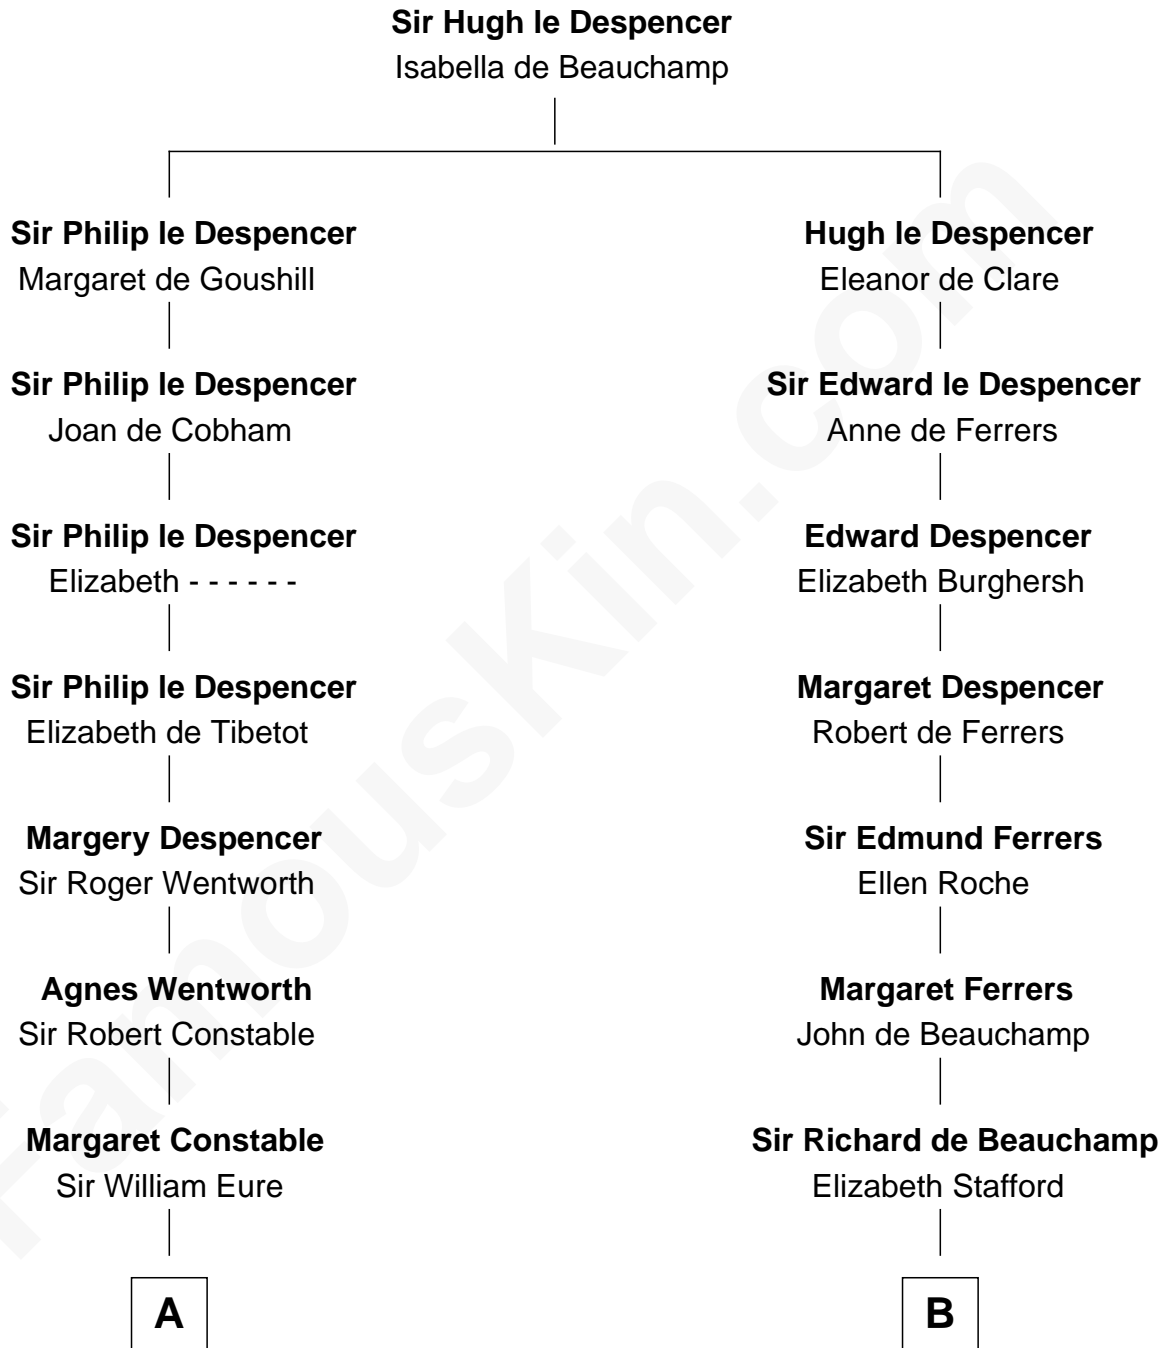 Sir Hugh le Despencer
Isabella de Beauchamp
Sir Philip le Despencer
Margaret de Goushill
Hugh le Despencer
Eleanor de Clare
Sir Philip le Despencer
Joan de Cobham
Sir Edward le Despencer
Anne de Ferrers
Sir Philip le Despencer
Elizabeth - - - - - -
Edward Despencer
Elizabeth Burghersh
Sir Philip le Despencer
Elizabeth de Tibetot
Margaret Despencer
Robert de Ferrers
Margery Despencer
Sir Roger Wentworth
Sir Edmund Ferrers
Ellen Roche
Agnes Wentworth
Sir Robert Constable
Margaret Ferrers
John de Beauchamp
Margaret Constable
Sir William Eure
Sir Richard de Beauchamp
Elizabeth Stafford
A
B
FamousKin.com